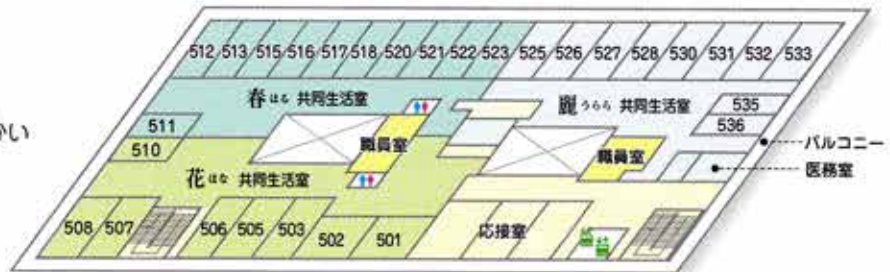 512 513 515 516 517 518 520 521 522 523 525 526 527 528 530 531 532 533
春はる 共同生活室
麗うらら 共同生活室
535
536
511
510
い
職員室
職員室
バルコニー
医務室
花はな 共同生活室
508 507 506 505 503 502 501
応接室